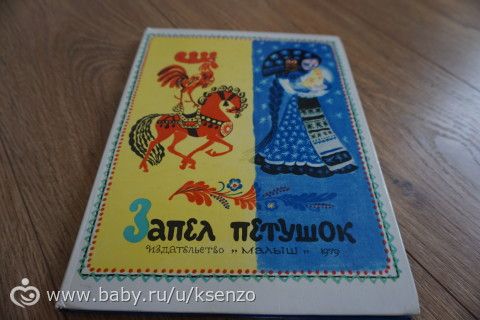 Запел петушок
издательство „малыш„ 1979
www.baby.ru/u/ksenzo